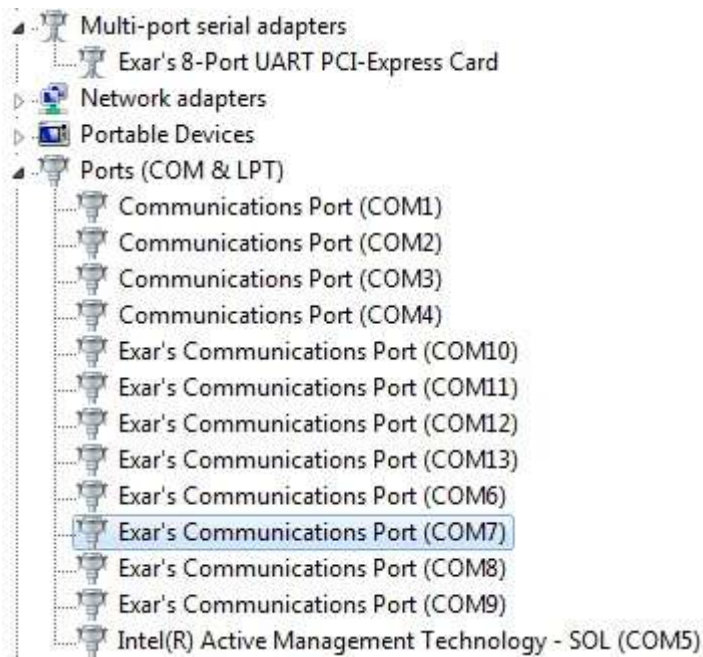 Multi-port serial adapters
Exar's 8-Port UART PCI-Express Card
Network adapters
Portable Devices
Ports (COM & LPT)
Communications Port (COM1)
Communications Port (COM2)
Communications Port (COM3)
Communications Port (COM4)
Exar's Communications Port (COM10)
Exar's Communications Port (COM11)
Exar's Communications Port (COM12)
Exar's Communications Port (COM13)
Exar's Communications Port (COM6)
Exar's Communications Port (COM7)
Exar's Communications Port (COM8)
Exar's Communications Port (COM9)
Intel(R) Active Management Technology - SOL (COM5)